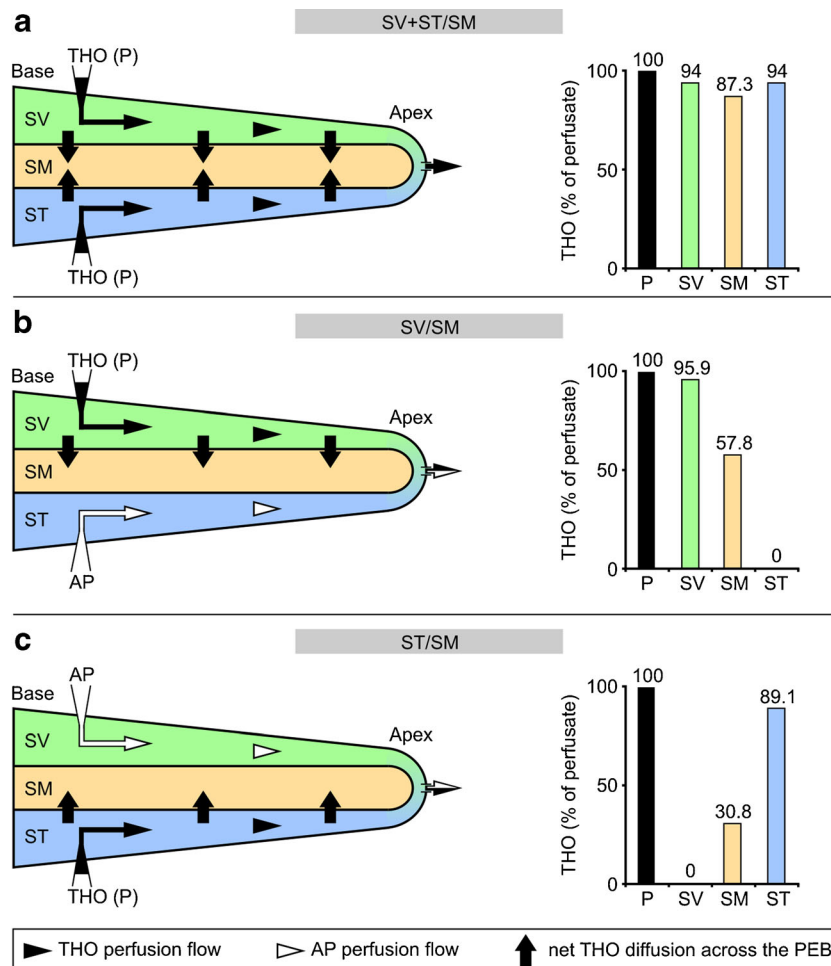 a
SV+ST/SM
THO (P)
Base
SV
Apex
SM
ST
THO (P)
THO (% of perfusate)
100
50
0
100
94
87.3
94
P SV SM ST
b
SV/SM
THO (P)
Base
SV
Apex
SM
ST
AP
THO (% of perfusate)
100
50
0
100
95.9
57.8
0
P SV SM ST
c
ST/SM
AP
Base
SV
Apex
SM
ST
THO (P)
THO (% of perfusate)
100
50
0
100
0
30.8
89.1
P SV SM ST
THO perfusion flow
AP perfusion flow
net THO diffusion across the PEB